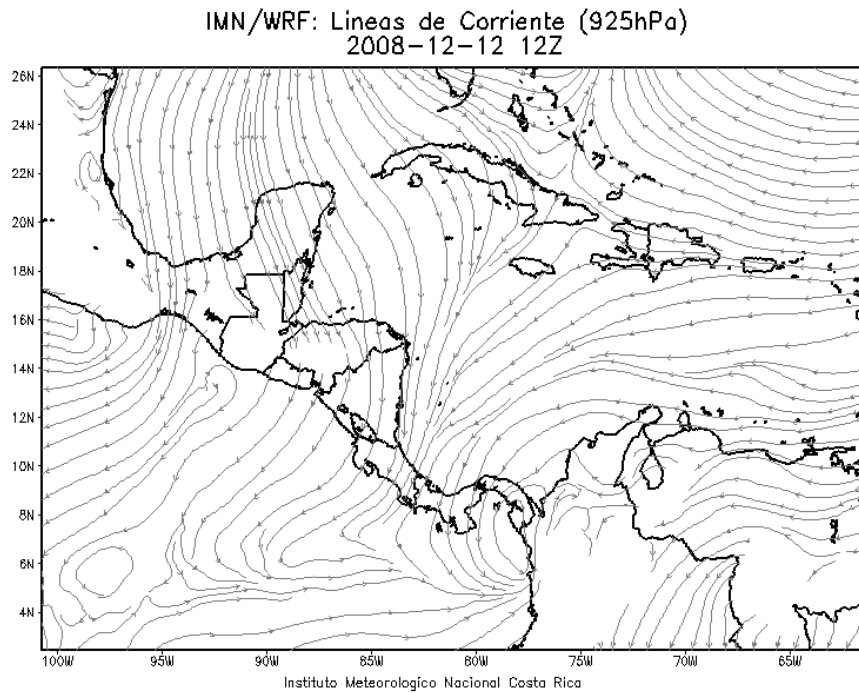 IMN/WRF: Lineas de Corriente (925hPa)
2008-12-12 12Z
26N
24N
22N
20N
18N
16N
14N
12N
10N
8N
6N
4N
100W 95W 90W 85W 80W 75W 70W 65W
Instituto Meteorologico Nacional Costa Rica